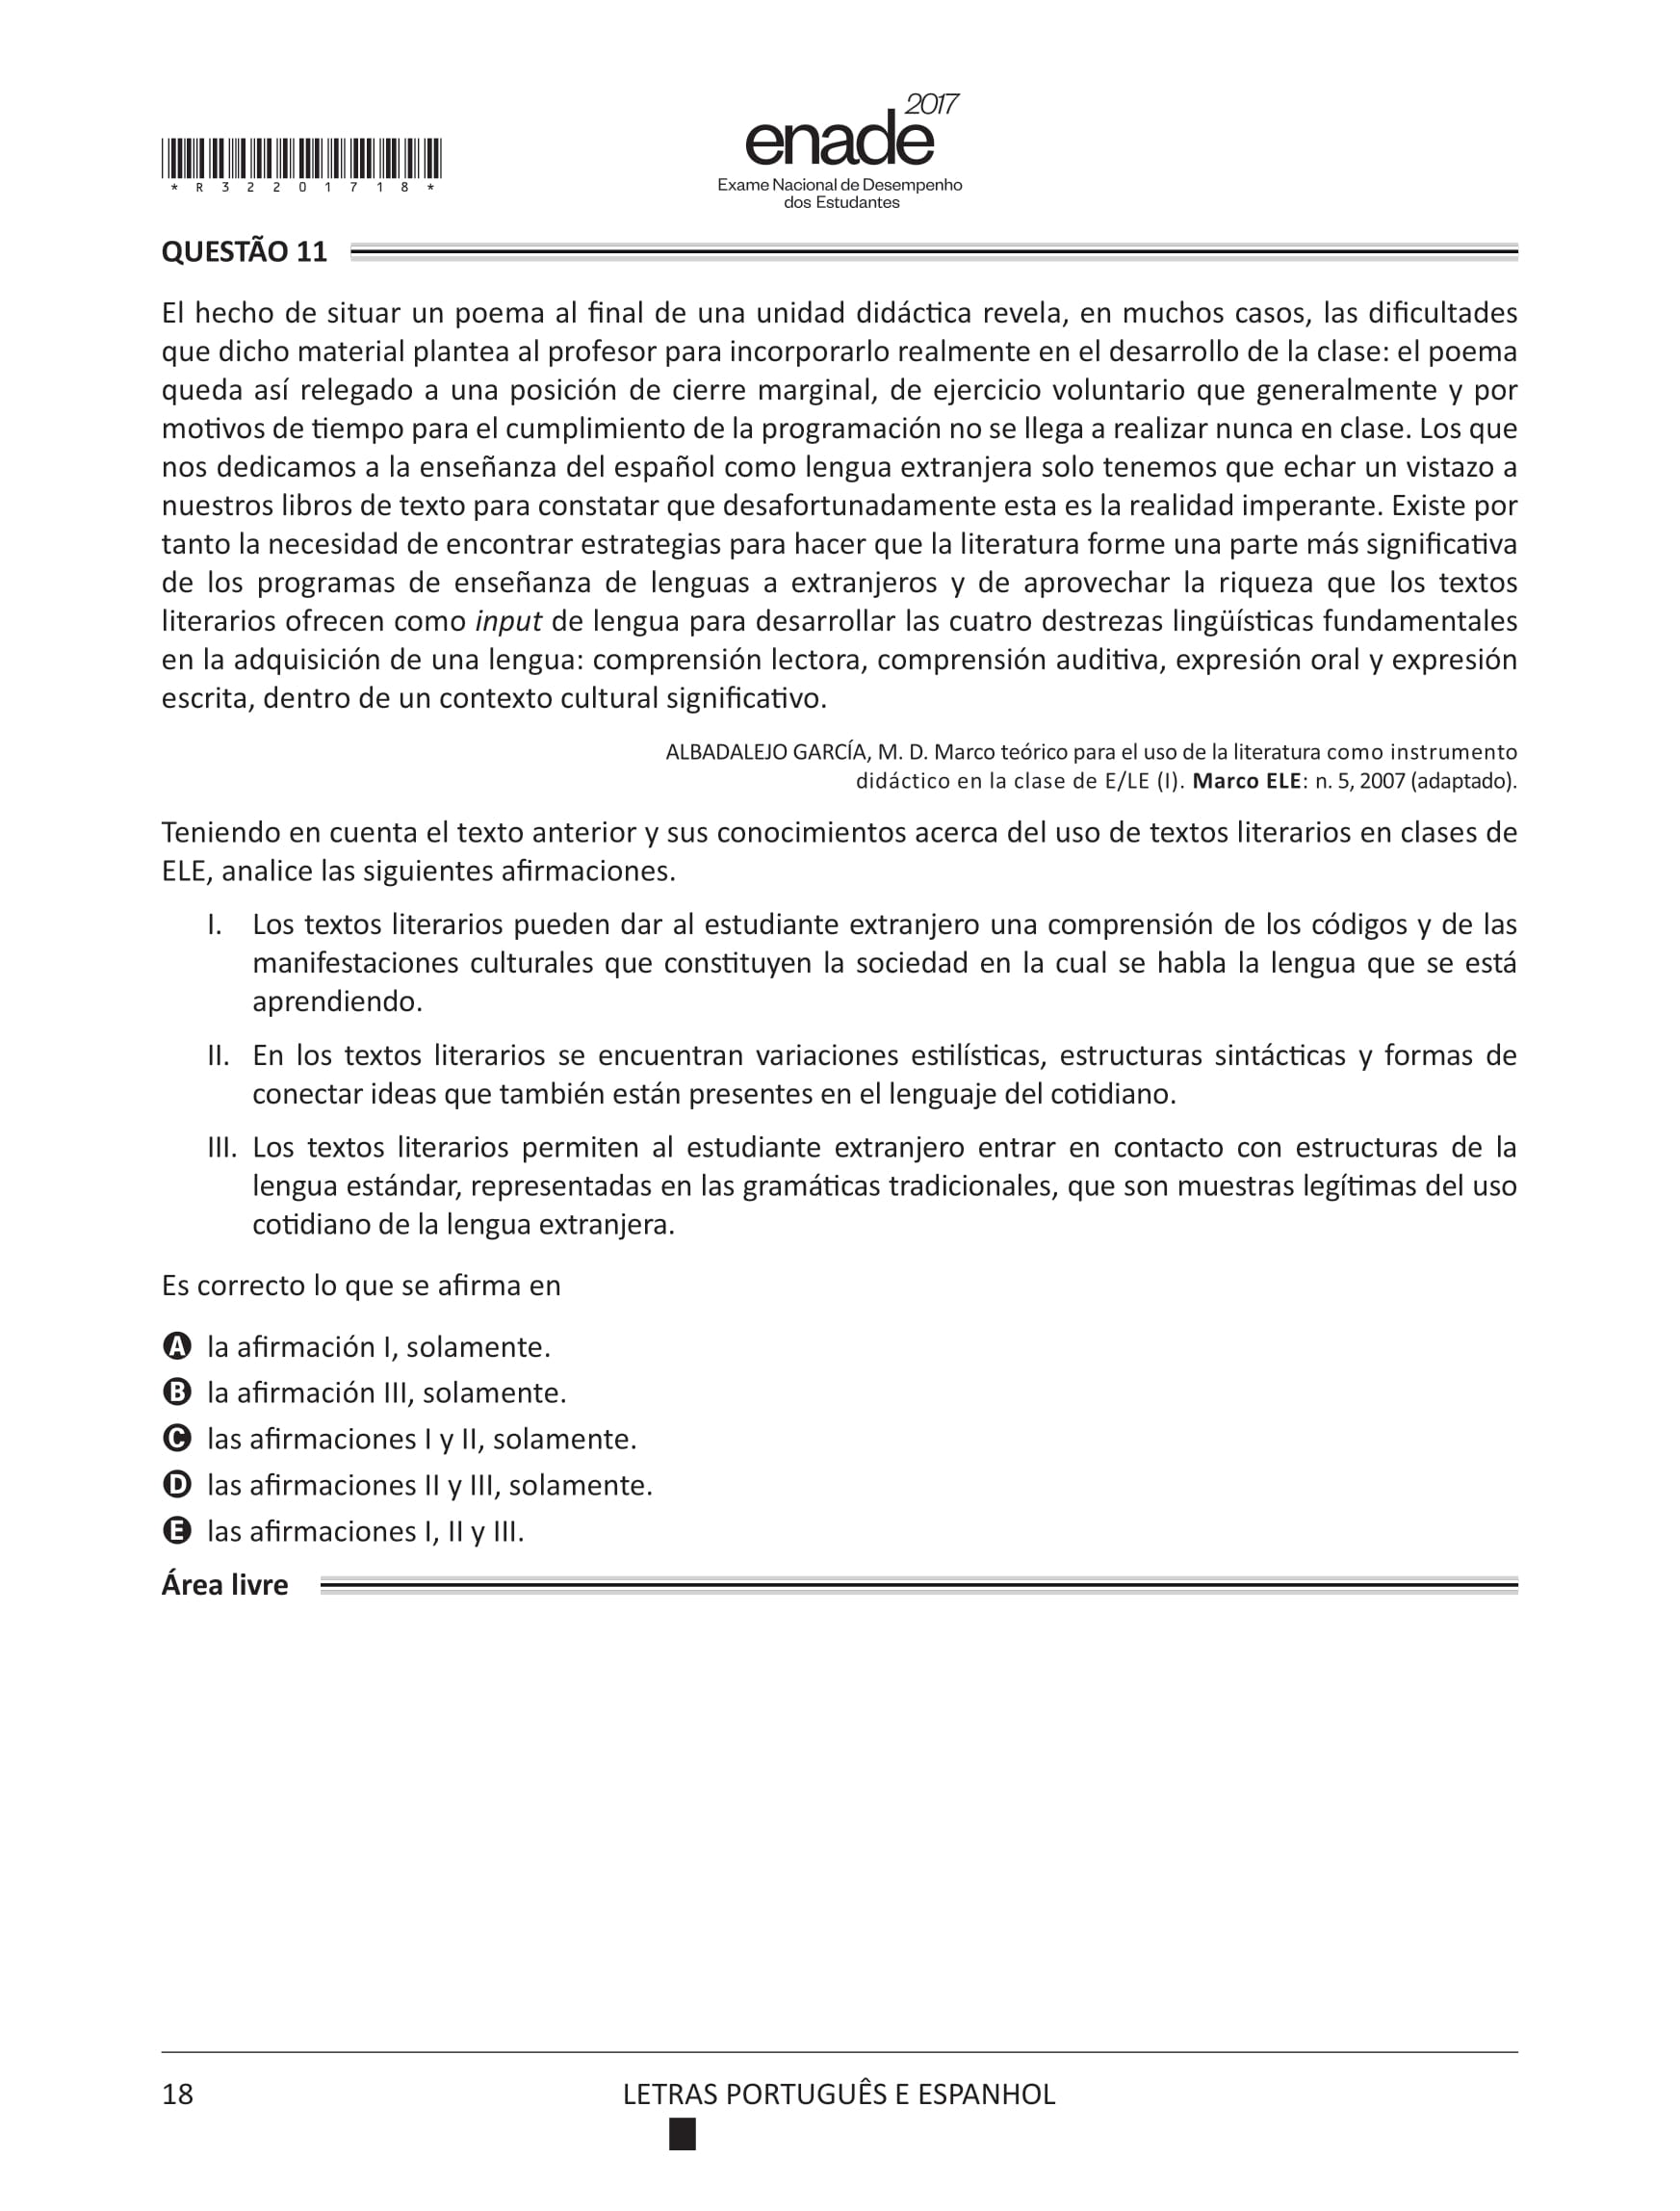 2017
enade
Exame Nacional de Desempenho
dos Estudantes
* R 3 2 2 0 1 7 1 8 *
QUESTÃO 11
El hecho de situar un poema al final de una unidad didáctica revela, en muchos casos, las dificultades
que dicho material plantea al profesor para incorporarlo realmente en el desarrollo de la clase: el poema
queda así relegado a una posición de cierre marginal, de ejercicio voluntario que generalmente y por
motivos de tiempo para el cumplimiento de la programación no se llega a realizar nunca en clase. Los que
nos dedicamos a la enseñanza del español como lengua extranjera solo tenemos que echar un vistazo a
nuestros libros de texto para constatar que desafortunadamente esta es la realidad imperante. Existe por
tanto la necesidad de encontrar estrategias para hacer que la literatura forme una parte más significativa
de los programas de enseñanza de lenguas a extranjeros y de aprovechar la riqueza que los textos
literarios ofrecen como input de lengua para desarrollar las cuatro destrezas lingüísticas fundamentales
en la adquisición de una lengua: comprensión lectora, comprensión auditiva, expresión oral y expresión
escrita, dentro de un contexto cultural significativo.
ALBADALEJO GARCÍA, M. D. Marco teórico para el uso de la literatura como instrumento
didáctico en la clase de E/LE (I). Marco ELE: n. 5, 2007 (adaptado).
Teniendo en cuenta el texto anterior y sus conocimientos acerca del uso de textos literarios en clases de
ELE, analice las siguientes afirmaciones.
I. Los textos literarios pueden dar al estudiante extranjero una comprensión de los códigos y de las
manifestaciones culturales que constituyen la sociedad en la cual se habla la lengua que se está
aprendiendo.
II. En los textos literarios se encuentran variaciones estilísticas, estructuras sintácticas y formas de
conectar ideas que también están presentes en el lenguaje del cotidiano.
III. Los textos literarios permiten al estudiante extranjero entrar en contacto con estructuras de la
lengua estándar, representadas en las gramáticas tradicionales, que son muestras legítimas del uso
cotidiano de la lengua extranjera.
Es correcto lo que se afirma en
A la afirmación I, solamente.
B la afirmación III, solamente.
C las afirmaciones I y II, solamente.
D las afirmaciones II y III, solamente.
E las afirmaciones I, II y III.
Área livre
18
LETRAS PORTUGUÊS E ESPANHOL